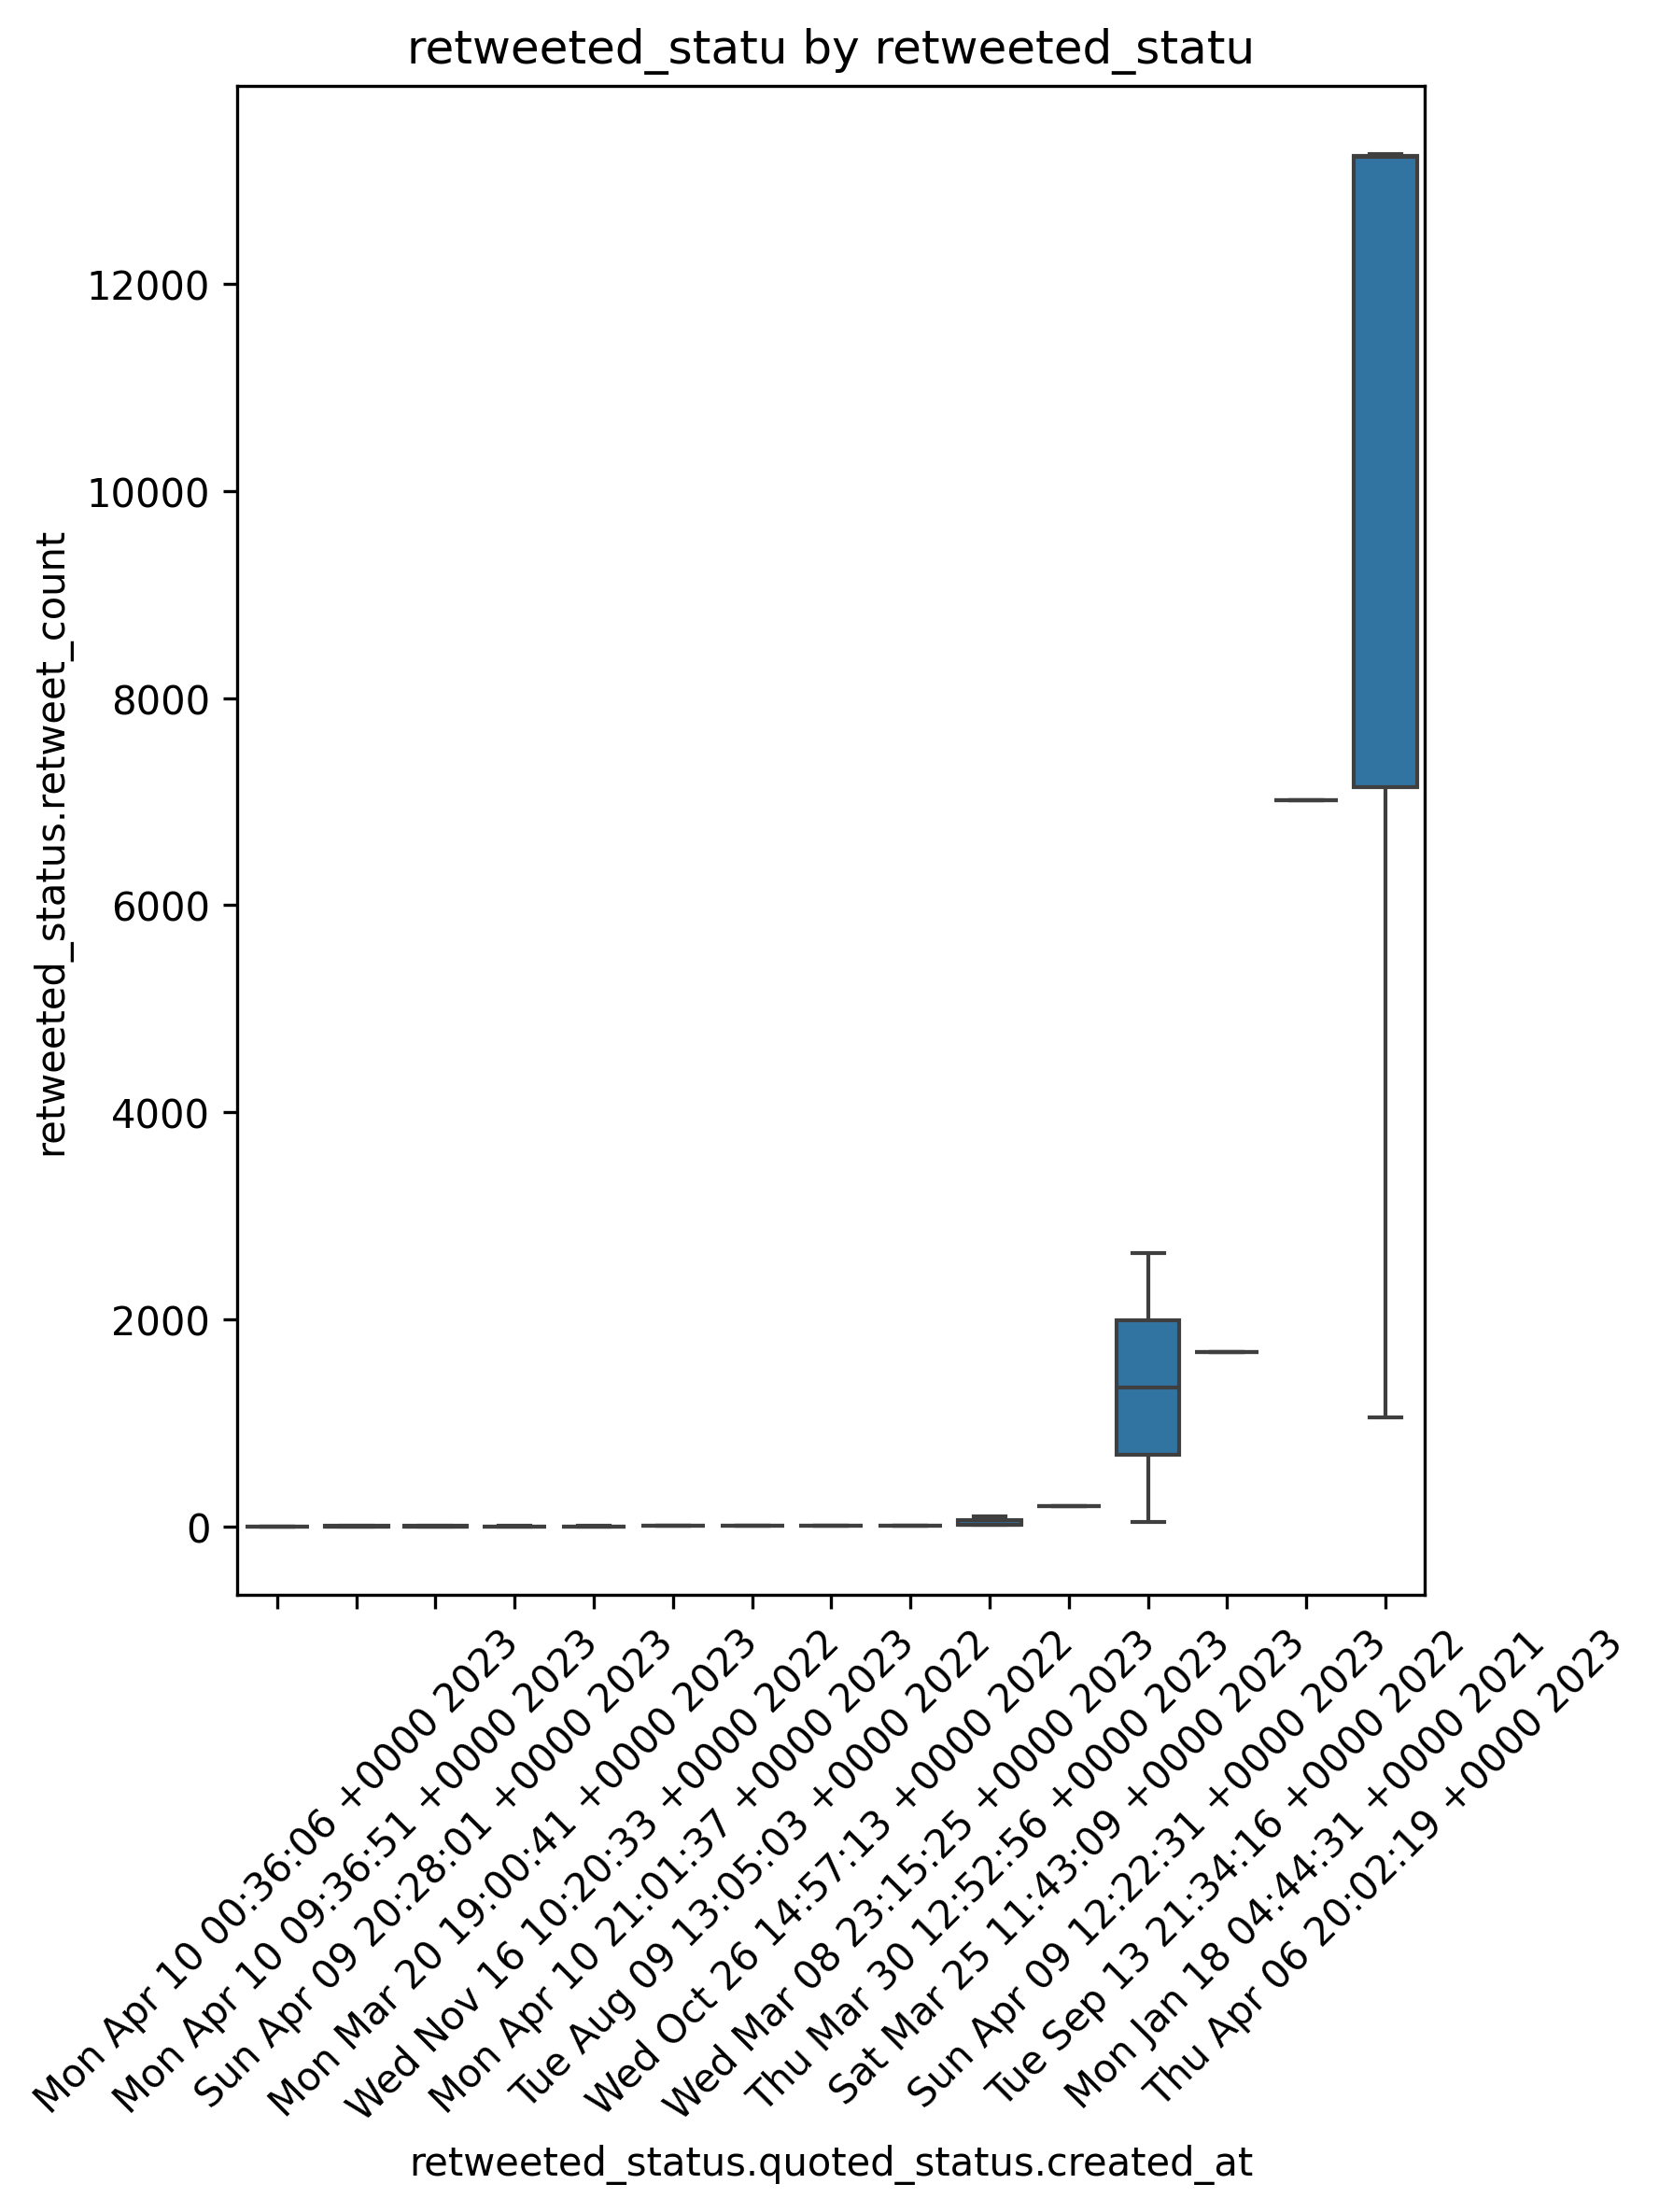 retweeted_statu by retweeted_statu
retweeted_status.retweet_count
12000
10000
8000
6000
4000
2000
0
Mon Apr 10 00:36:06 +0000 2023
Mon Apr 10 09:36:51 +0000 2023
Sun Apr 09 20:28:01 +0000 2023
Mon Mar 20 19:00:41 +0000 2023
Wed Nov 16 10:20:33 +0000 2022
Mon Apr 10 21:01:37 +0000 2023
Tue Aug 09 13:05:03 +0000 2022
Wed Oct 26 14:57:13 +0000 2022
Wed Mar 08 23:15:25 +0000 2023
Thu Mar 30 12:52:56 +0000 2023
Sat Mar 25 11:43:09 +0000 2023
Sun Apr 09 12:22:31 +0000 2023
Tue Sep 13 21:34:16 +0000 2022
Mon Jan 18 04:44:31 +0000 2021
Thu Apr 06 20:02:19 +0000 2023
retweeted_status.quoted_status.created_at